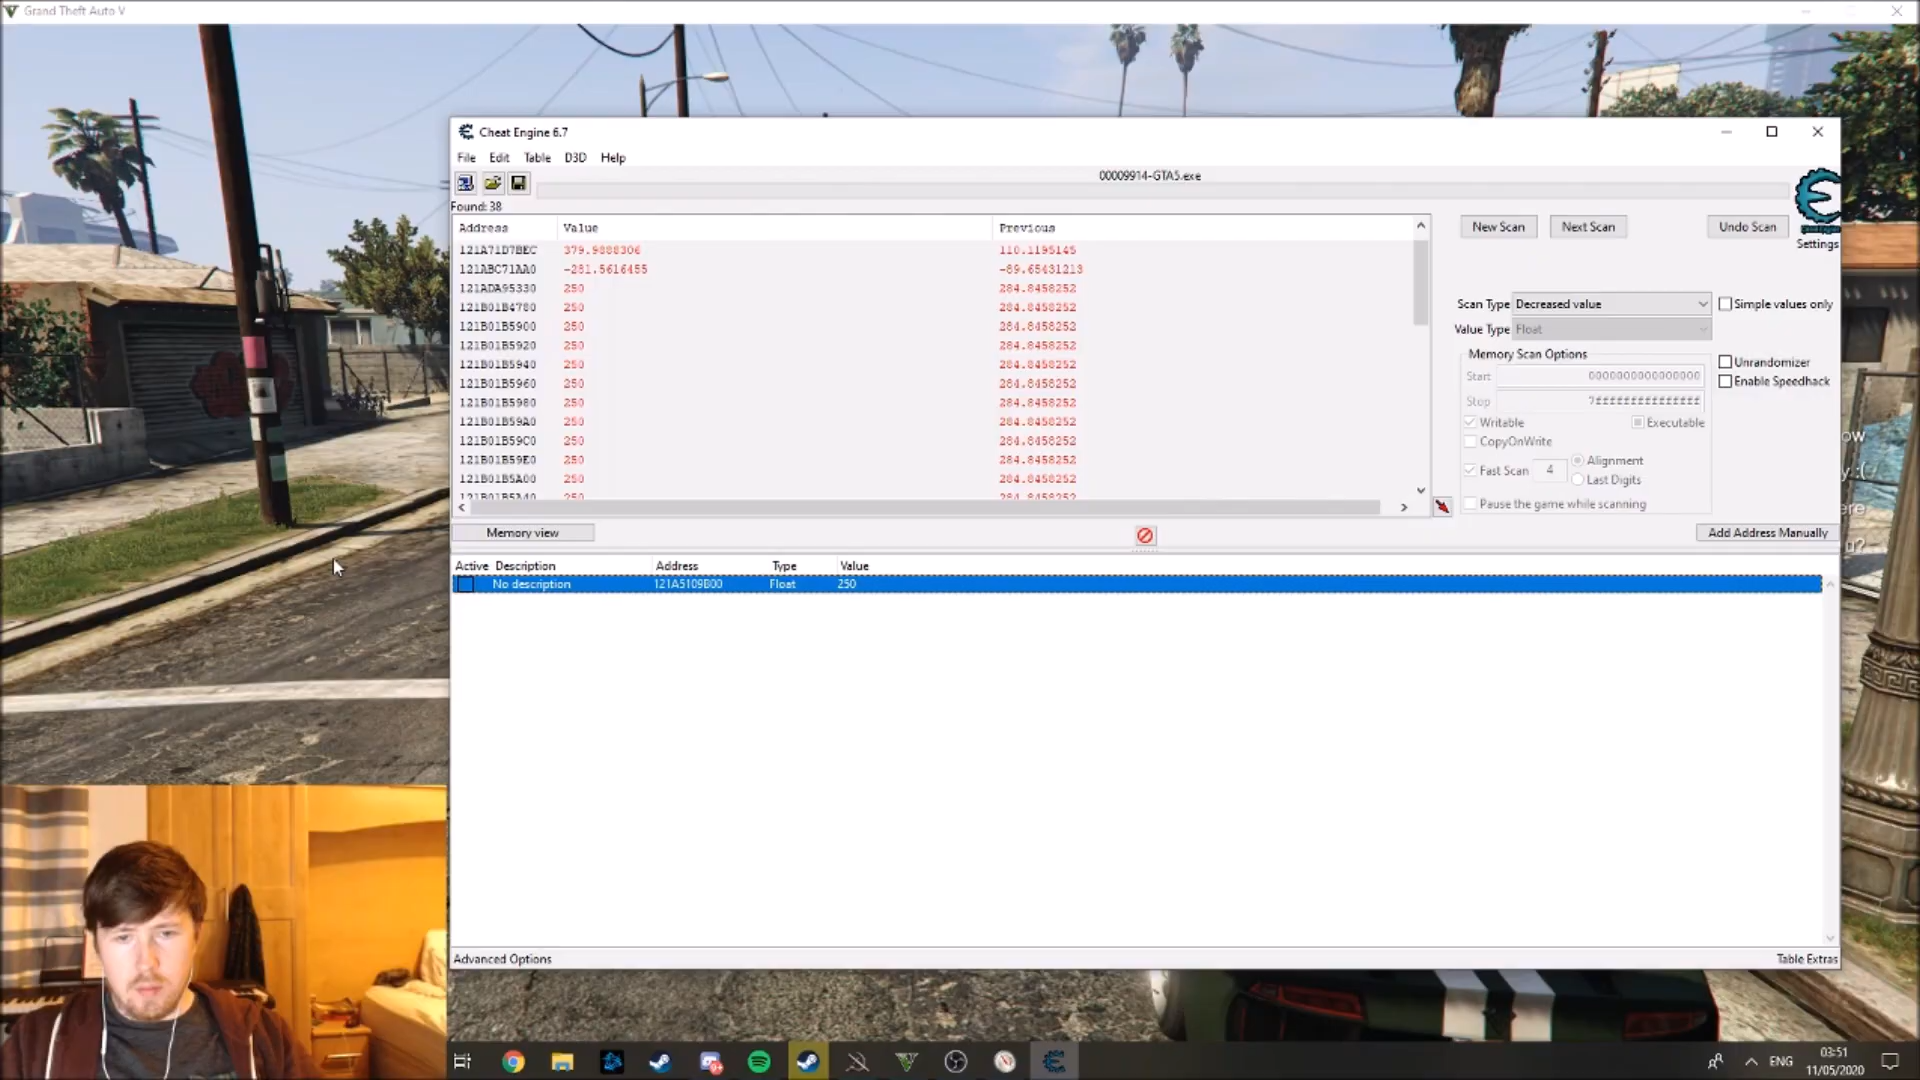 Grand Theft Auto V
Cheat Engine 6.7
File Edit Table D3D Help
00009914-GTA5.exe
Found: 38
Address Value Previous
121A71D7BEC 379.9888306 110.1195145
121ABC71AA0 -281.5616455 -89.65431213
121ADA95330 250 284.8458252
121B01B4780 250 284.8458252
121B01B5900 250 284.8458252
121B01B5920 250 284.8458252
121B01B5940 250 284.8458252
121B01B5960 250 284.8458252
121B01B5980 250 284.8458252
121B01B59A0 250 284.8458252
121B01B59C0 250 284.8458252
121B01B59E0 250 284.8458252
121B01B5A00 250 284.8458252
121B01B5A40 250 284.8458252
New Scan Next Scan Undo Scan
Settings
Scan Type Decreased value Simple values only
Value Type Float
Memory Scan Options
Start 0000000000000000
Stop 7fffffffffffffff
Unrandomizer
Enable Speedhack
Writable Executable
CopyOnWrite
Fast Scan 4 Alignment
Last Digits
Pause the game while scanning
Memory view
Add Address Manually
Active Description Address Type Value
No description 121A5109B00 Float 250
Advanced Options Table Extras
ENG
03:51
11/05/2020